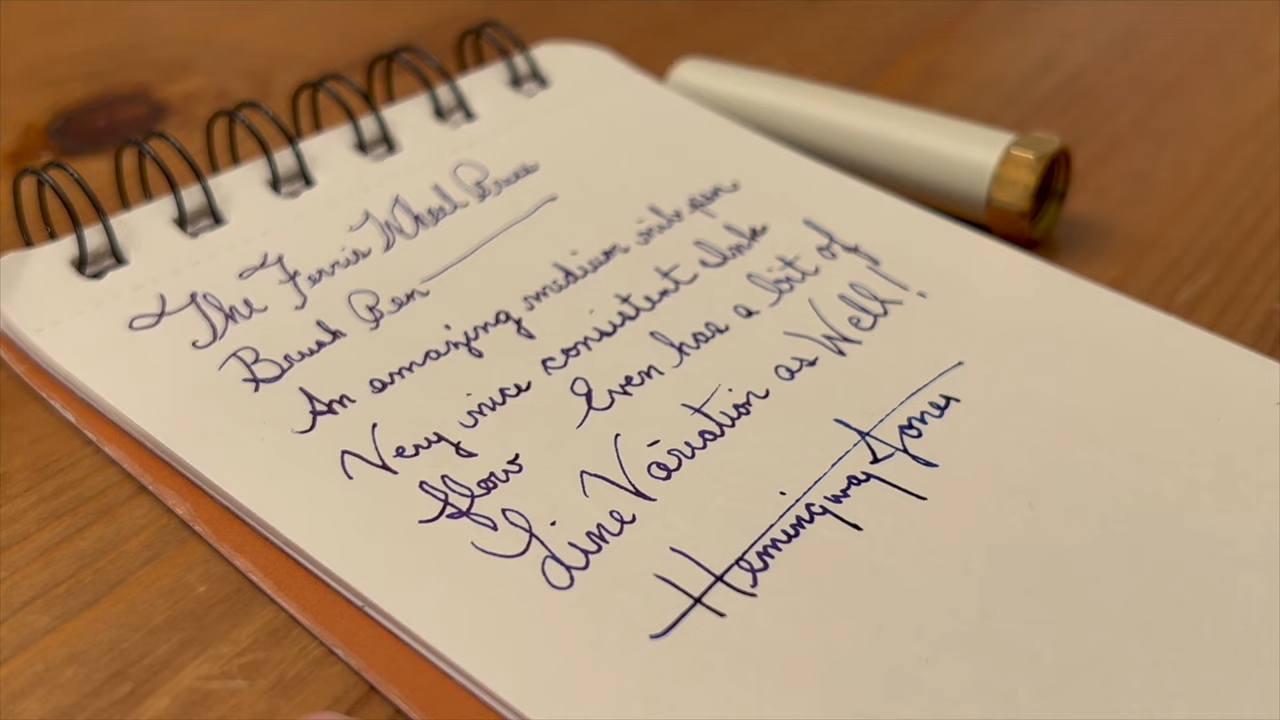 The Ferris Wheel Press
Brush Pen
An amazing medium nib pen
Very nice consistent Ink
flow Even has a bit of
Line Variation as Well!
Hemingway Jones